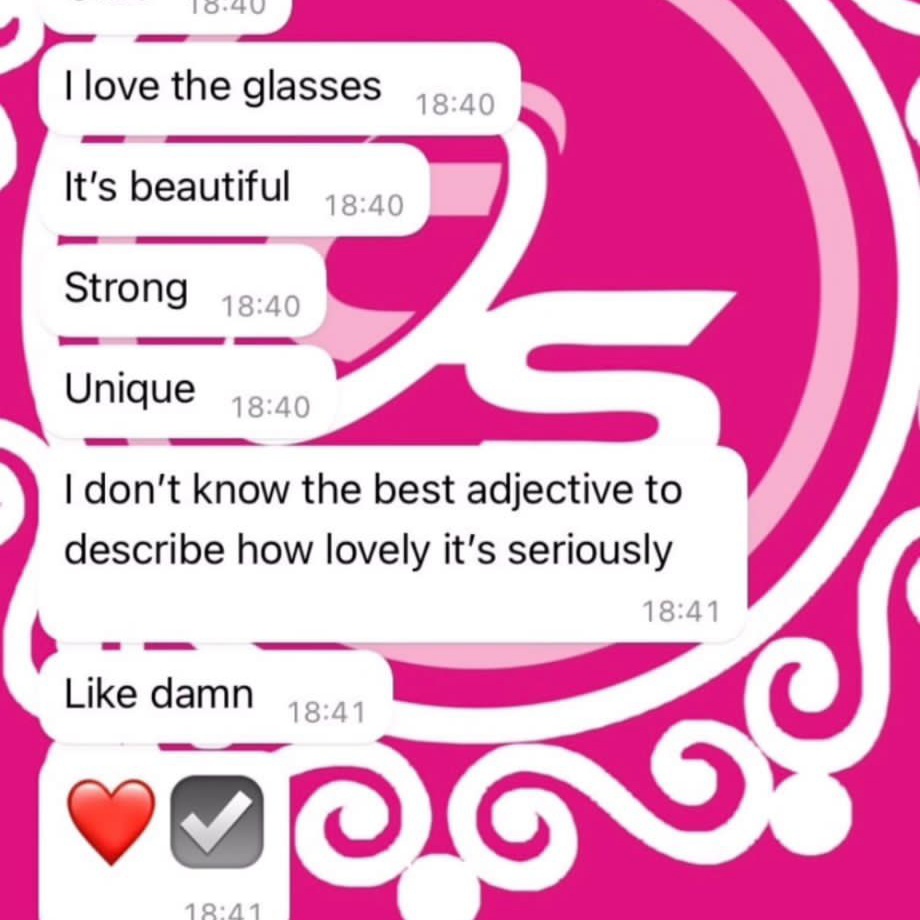 18:40
I love the glasses 18:40
It's beautiful 18:40
Strong 18:40
Unique 18:40
I don't know the best adjective to
describe how lovely it's seriously
18:41
Like damn 18:41
❤️ ☑️
18:41